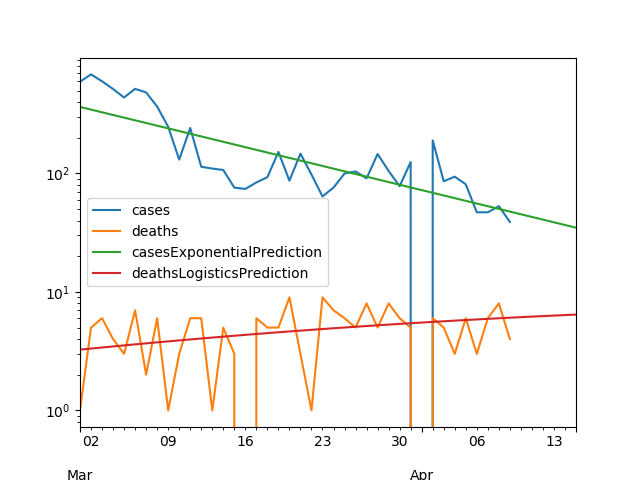 10²
10¹
10⁰
cases
deaths
casesExponentialPrediction
deathsLogisticsPrediction
02 09 16 23 30 06 13
Mar Apr